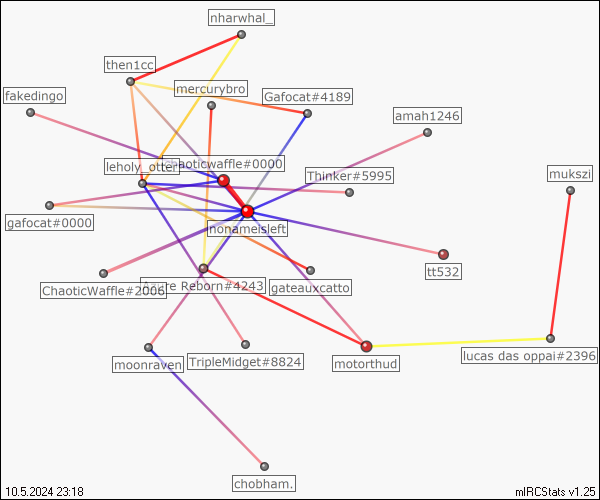 nharwhal_
then1cc
mercurybro
fakedingo
Gafocat#4189
amah1246
leholy_otter
chaoticwaffle#0000
Thinker#5995
mukszi
gafocat#0000
nonameisleft
tt532
ChaoticWaffle#2006
Azure Reborn#4243
gateauxcatto
moonraven
TripleMidget#8824
motorthud
lucas das oppai#2396
chobham.
10.5.2024 23:18
mIRCStats v1.25